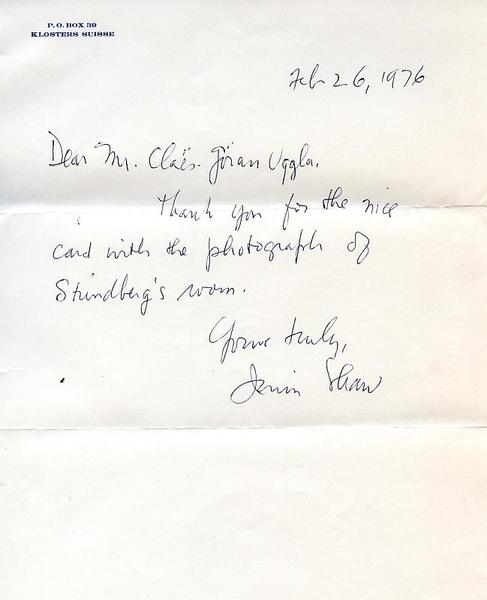 P.O. BOX 39
KLOSTERS SUISSE
Feb 26, 1976
Dear Mr. Claës-Göran Uggla.
Thank you for the nice
card with the photograph of
Strindberg's room.
Yours truly,
Irwin Shaw